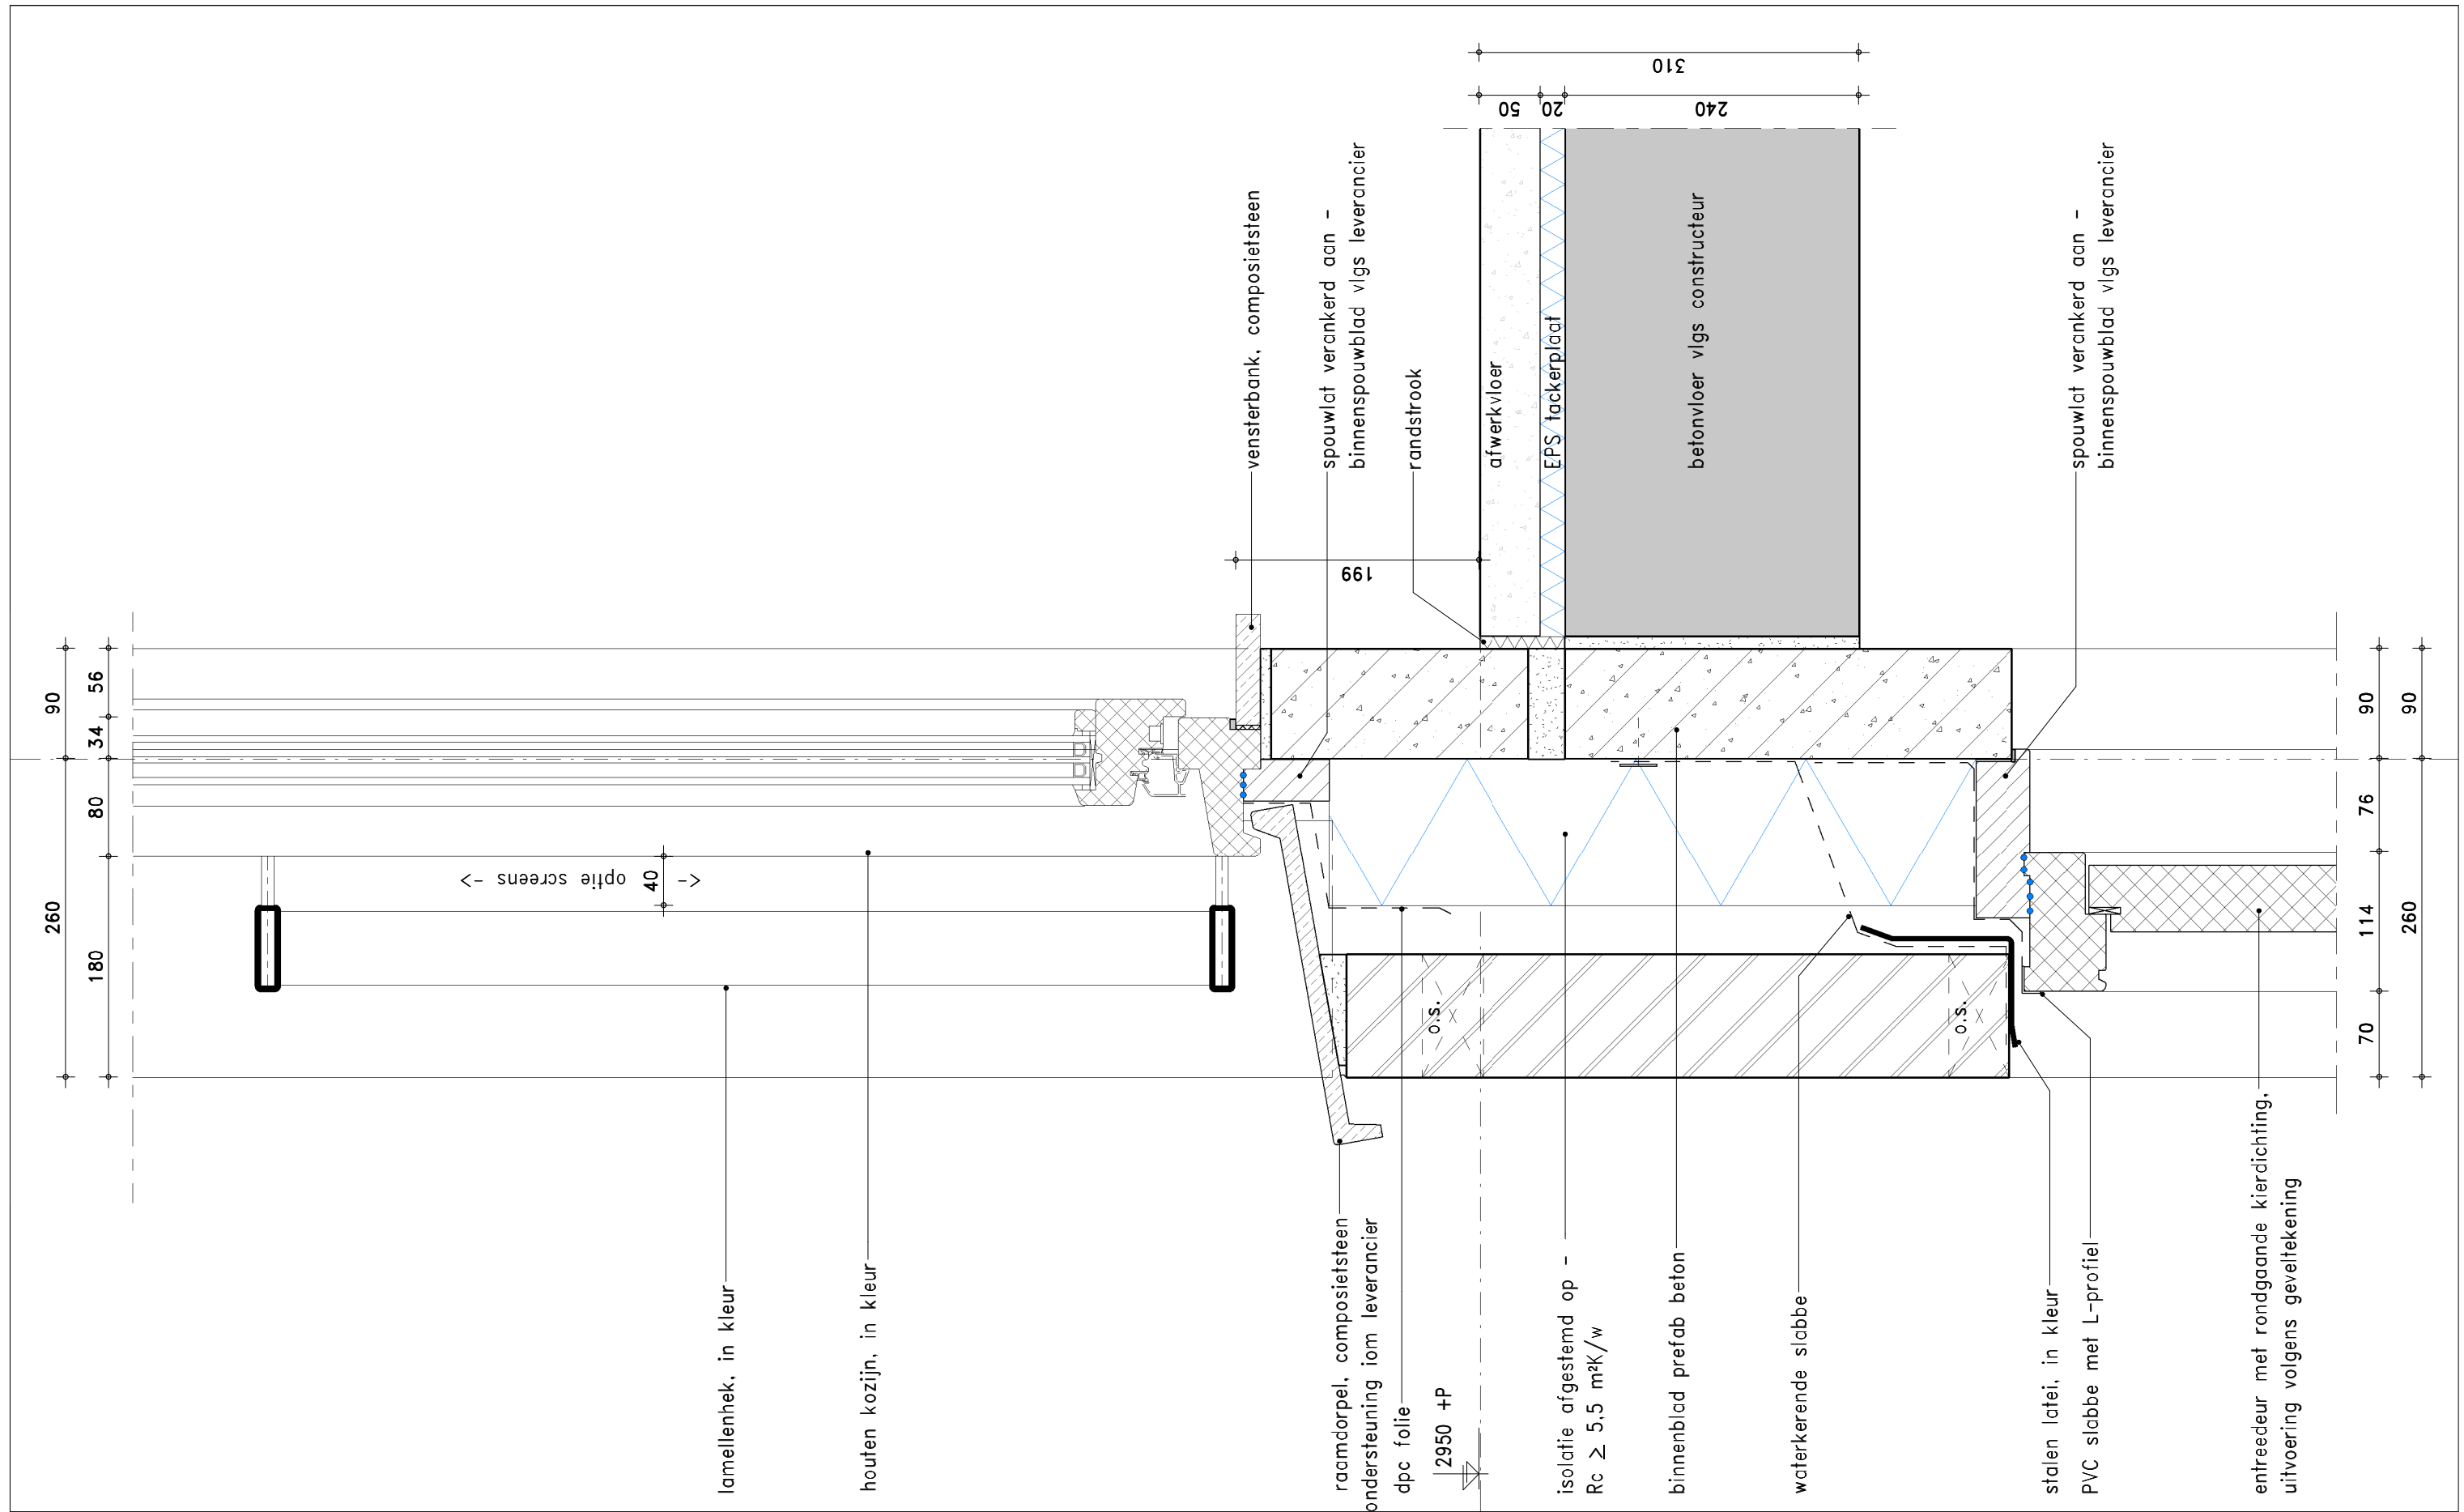 lamellenhek, in kleur
houten kozijn, in kleur
raamdorpel, composietsteen
ondersteuning iom leverancier
dpc folie
2950 +P
isolatie afgestemd op -
Rc ≥ 5,5 m²K/w
binnenblad prefab beton
waterkerende slabbe
stalen latei, in kleur
PVC slabbe met L-profiel
entreedeur met rondgaande kierdichting,
uitvoering volgens geveltekening
vensterbank, composietsteen
spouwlat verankerd aan -
binnenspouwblad vlgs leverancier
randstrook
afwerkvloer
EPS tackerplaat
betonvloer vlgs constructeur
spouwlat verankerd aan -
binnenspouwblad vlgs leverancier
<- optie screens ->
40
o.s.
o.s.
260
90
180
80
34
56
199
50
20
240
310
70
114
76
90
260
90